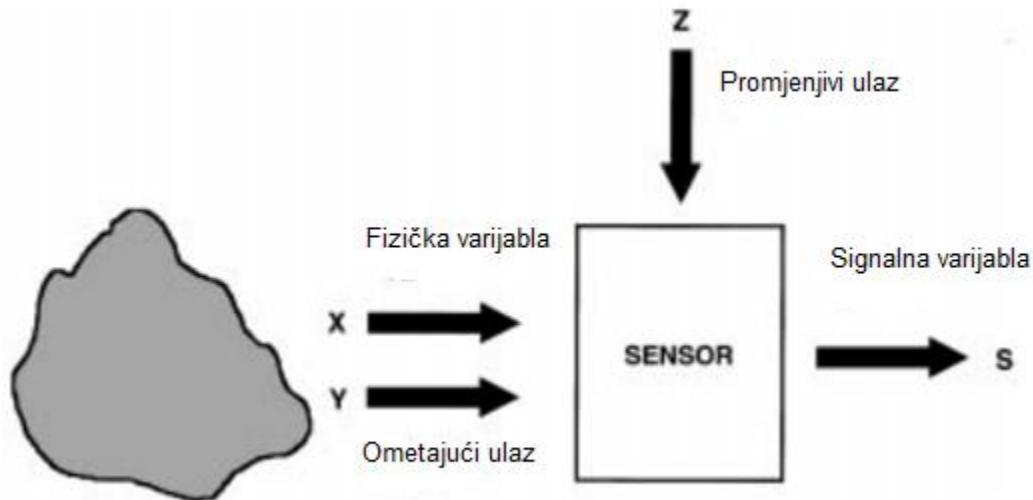 Z
Promjenjivi ulaz
Fizička varijabla
Signalna varijabla
X
SENSOR
S
Y
Ometajući ulaz